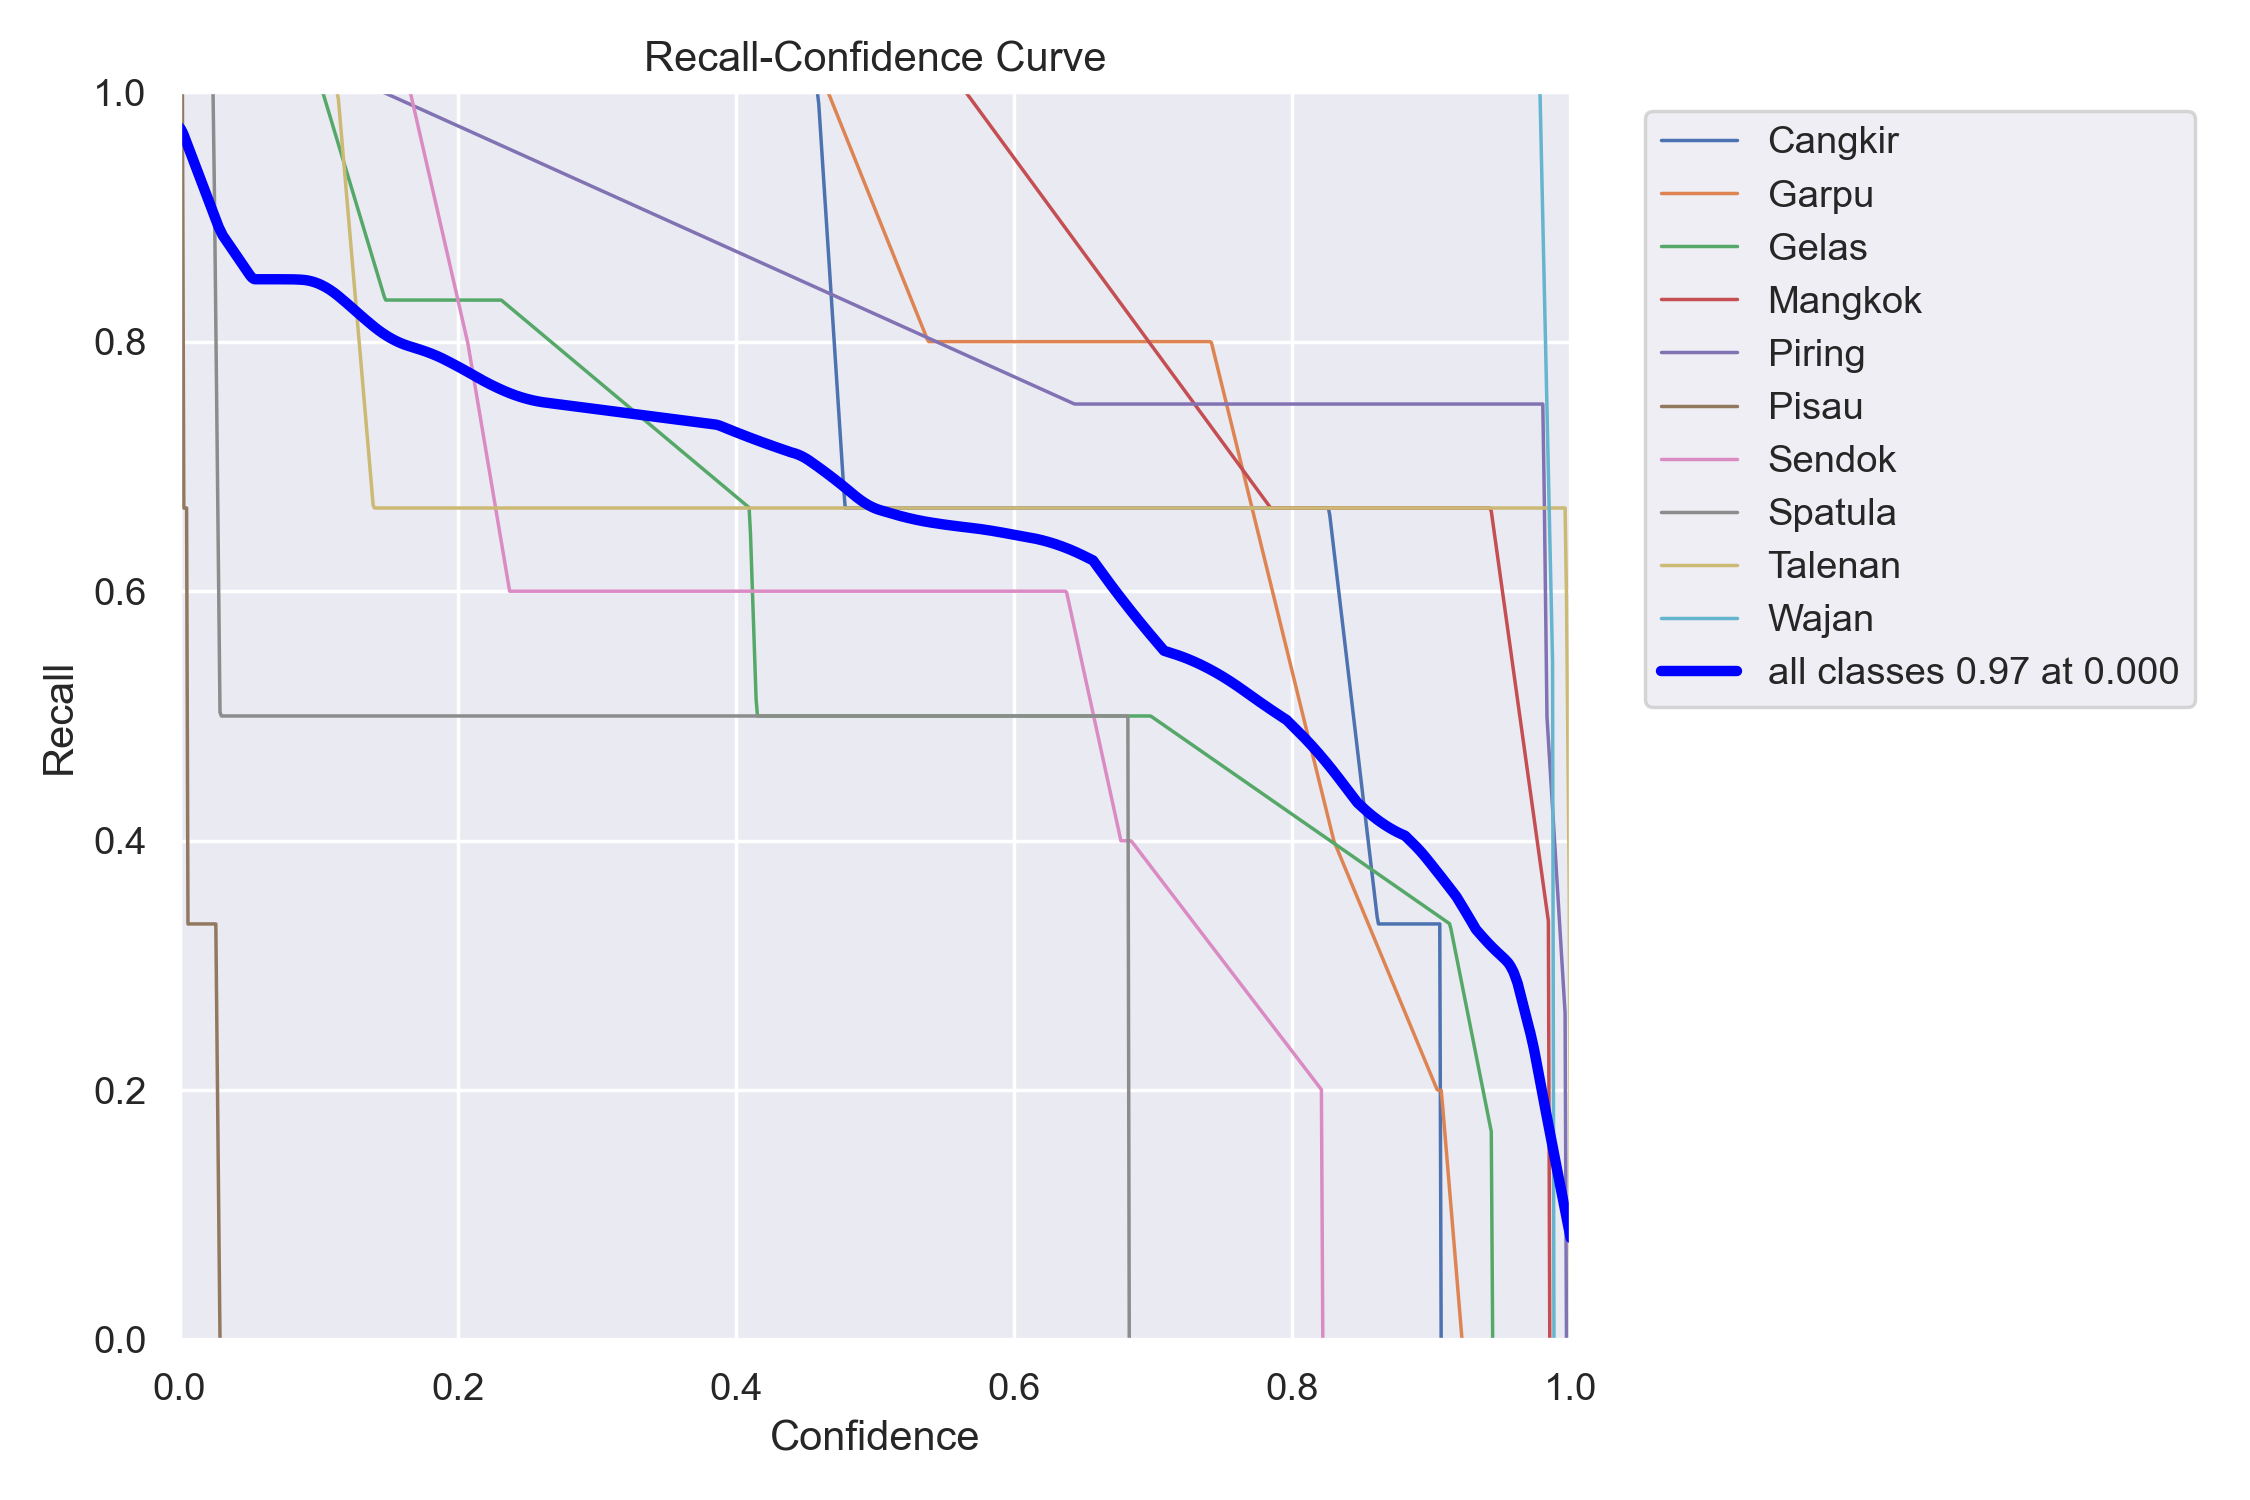 Recall-Confidence Curve
1.0
0.8
0.6
0.4
0.2
0.0
Recall
0.0 0.2 0.4 0.6 0.8 1.0
Confidence
Cangkir
Garpu
Gelas
Mangkok
Piring
Pisau
Sendok
Spatula
Talenan
Wajan
all classes 0.97 at 0.000